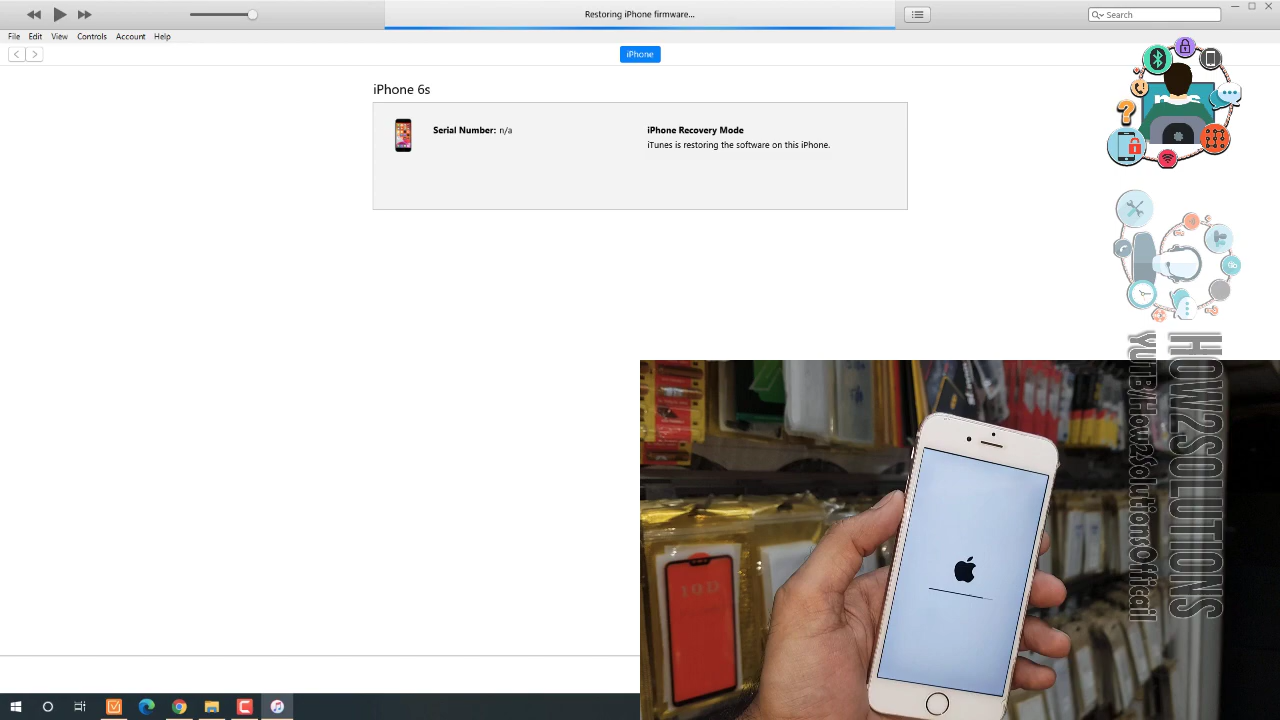 Restoring iPhone firmware...
Search
File Edit View Controls Account Help
iPhone
iPhone 6s
Serial Number: n/a
iPhone Recovery Mode
iTunes is restoring the software on this iPhone.
HOW2SOLUTIONS
YUTB/How2SolutionsOfficail